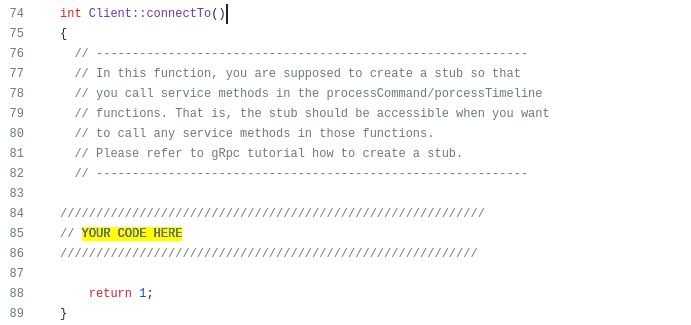 74 int Client::connectTo()
75 {
76 // ------------------------------------------------------------
77 // In this function, you are supposed to create a stub so that
78 // you call service methods in the processCommand/porcessTimeline
79 // functions. That is, the stub should be accessible when you want
80 // to call any service methods in those functions.
81 // Please refer to gRpc tutorial how to create a stub.
82 // ------------------------------------------------------------
83
84 ///////////////////////////////////////////////////////////
85 // YOUR CODE HERE
86 //////////////////////////////////////////////////////////
87
88 return 1;
89 }